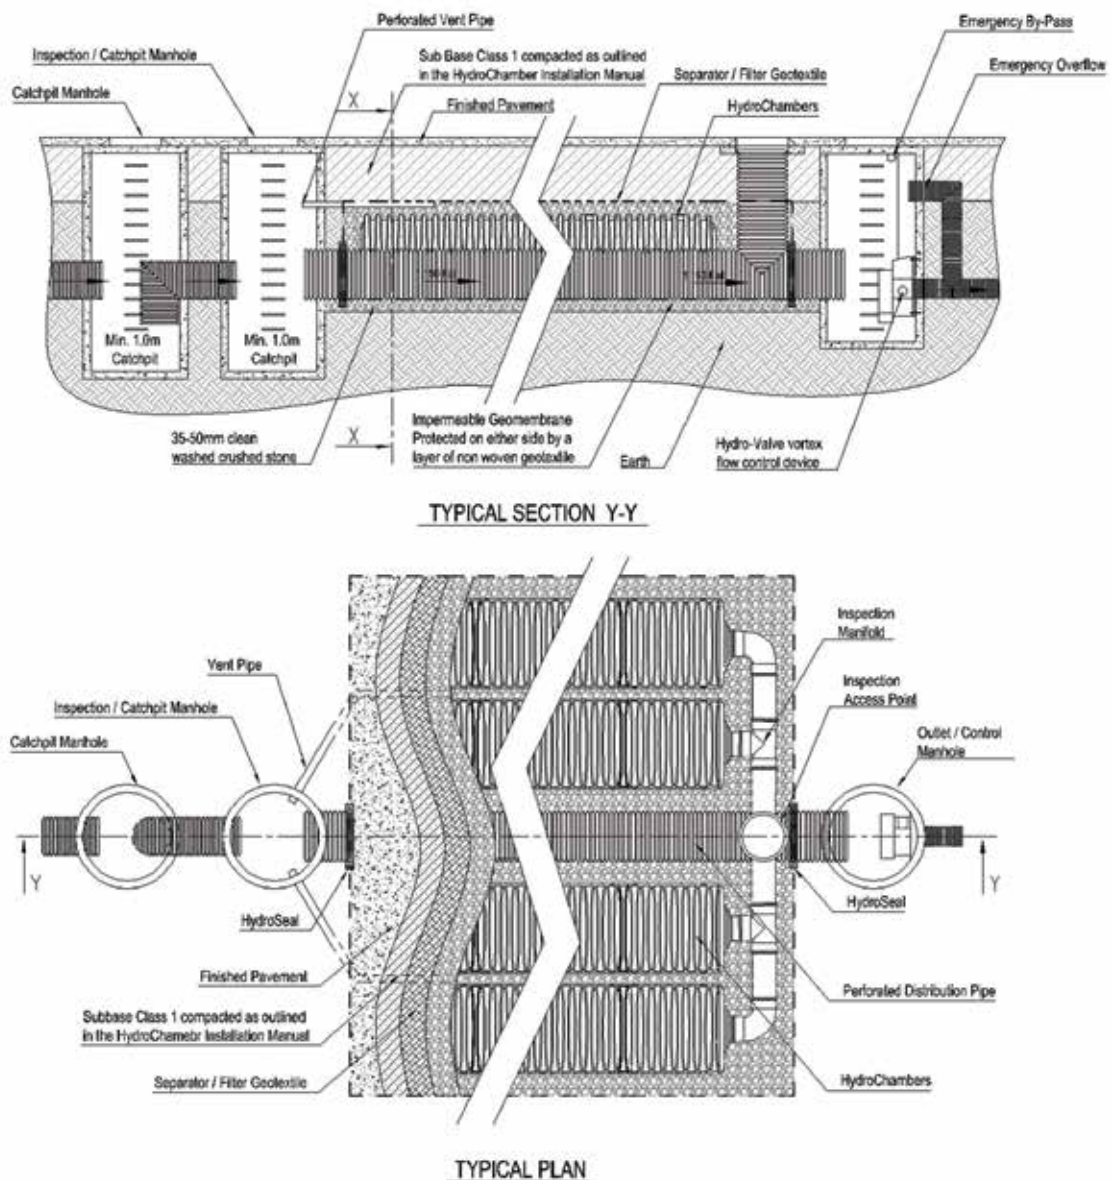 Perforated Vent Pipe
Emergency By-Pass
Inspection / Catchpit Manhole
Sub Base Class 1 compacted as outlined
in the HydroChamber Installation Manual
Separator / Filter Geotextile
Emergency Overflow
Catchpit Manhole
X
Finished Pavement
HydroChambers
Min. 1.0m
Catchpit
Min. 1.0m
Catchpit
X
35-50mm clean
washed crushed stone
Impermeable Geomembrane
Protected on either side by a
layer of non woven geotextile
Earth
Hydro-Valve vortex
flow control device
TYPICAL SECTION Y-Y
Inspection
Manifold
Vent Pipe
Inspection
Access Point
Inspection / Catchpit Manhole
Outlet / Control
Manhole
Catchpit Manhole
Y
Y
HydroSeal
HydroSeal
Finished Pavement
Perforated Distribution Pipe
Subbase Class 1 compacted as outlined
in the HydroChamebr Installation Manual
Separator / Filter Geotextile
HydroChambers
TYPICAL PLAN